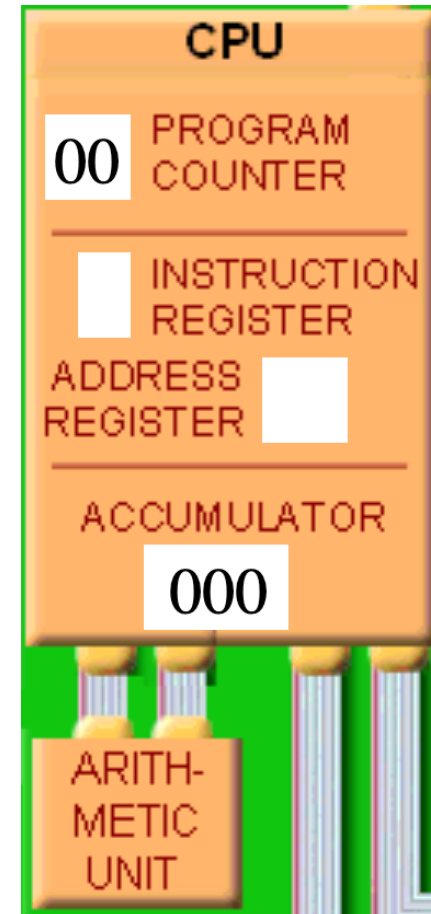 CPU
00 PROGRAM
COUNTER
INSTRUCTION
REGISTER
ADDRESS
REGISTER
ACCUMULATOR
000
ARITH-
METIC
UNIT